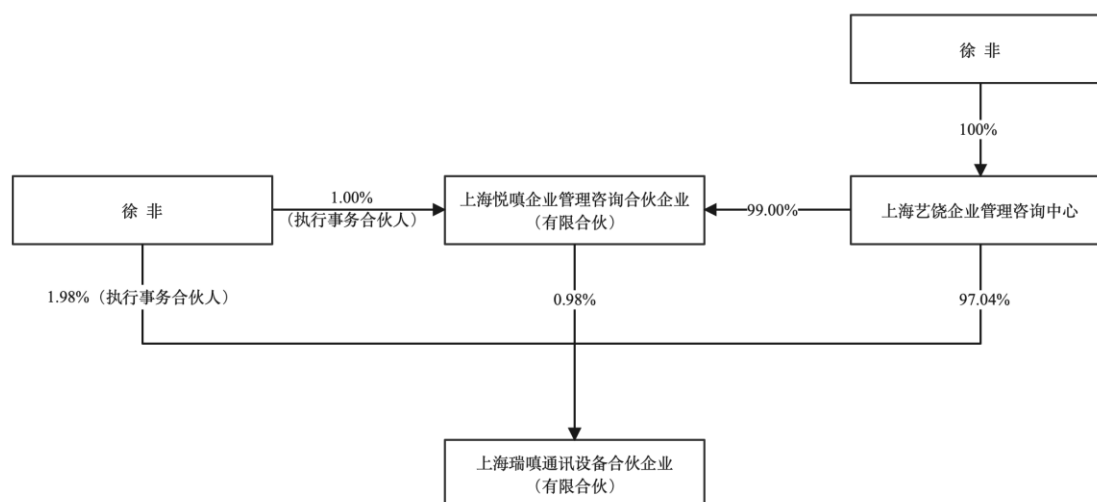 徐 非
100%
徐 非
1.00%
(执行事务合伙人)
上海悦嗔企业管理咨询合伙企业
(有限合伙)
99.00%
上海艺饶企业管理咨询中心
1.98%(执行事务合伙人)
0.98%
97.04%
上海瑞嗔通讯设备合伙企业
(有限合伙)